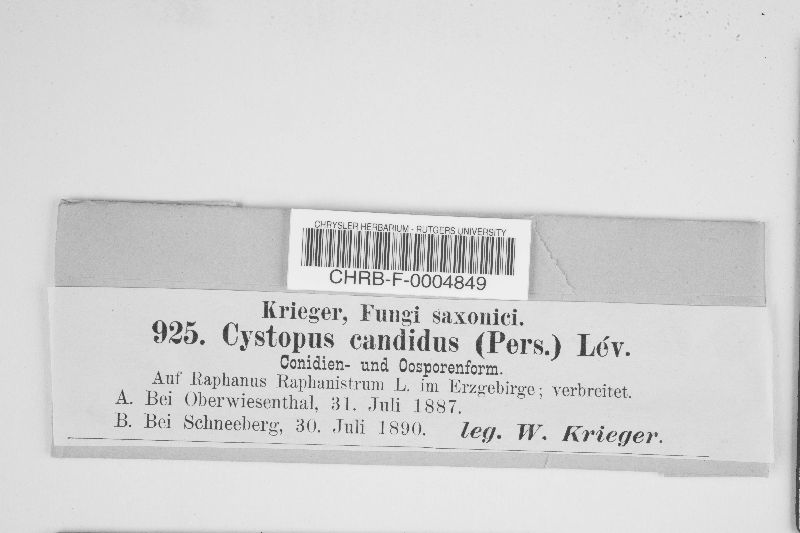 CHRYSLER HERBARIUM - RUTGERS UNIVERSITY
CHRB-F-0004849
Krieger, Fungi saxonici.
925. Cystopus candidus (Pers.) Lév.
Conidien- und Oosporenform.
Auf Raphanus Raphanistrum L. im Erzgebirge; verbreitet.
A. Bei Oberwiesenthal, 31. Juli 1887.
B. Bei Schneeberg, 30. Juli 1890. leg. W. Krieger.